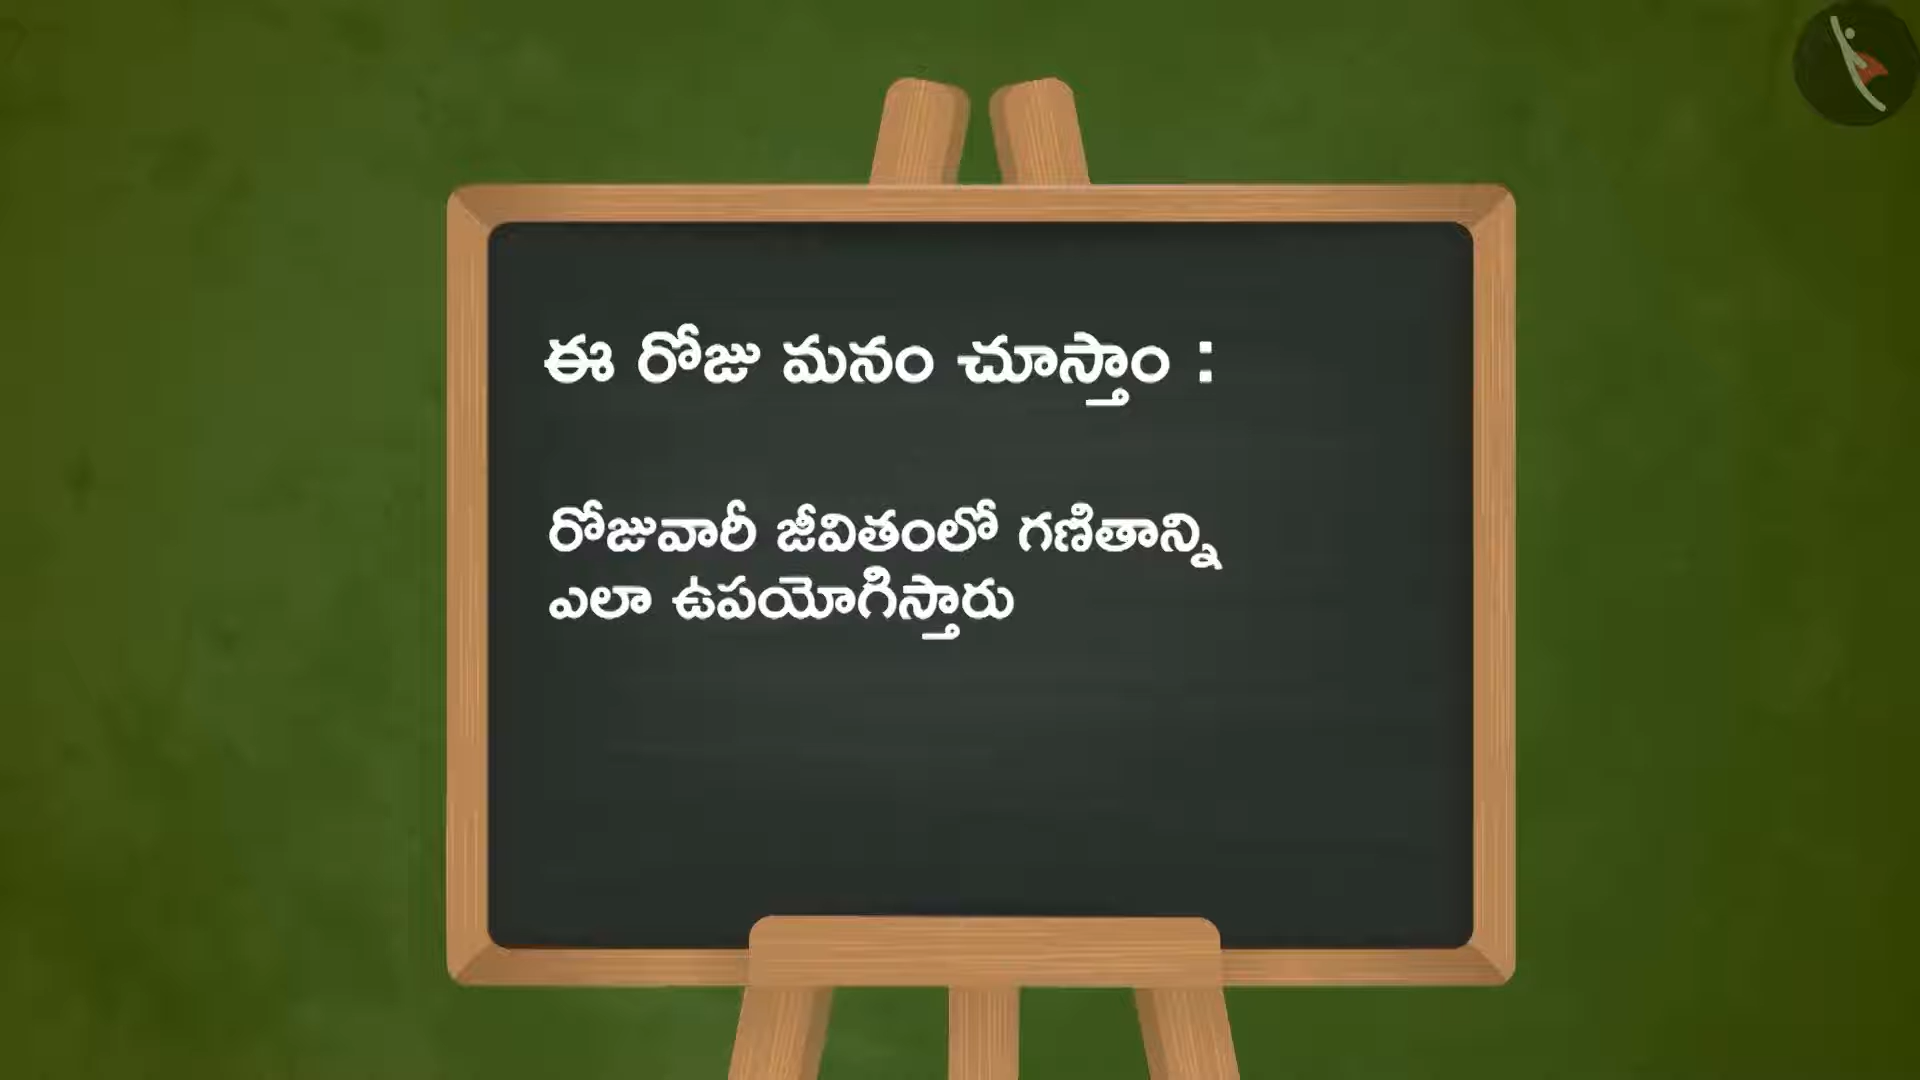 ఈ రోజు మనం చూస్తాం :
రోజువారీ జీవితంలో గణితాన్ని
ఎలా ఉపయోగిస్తారు